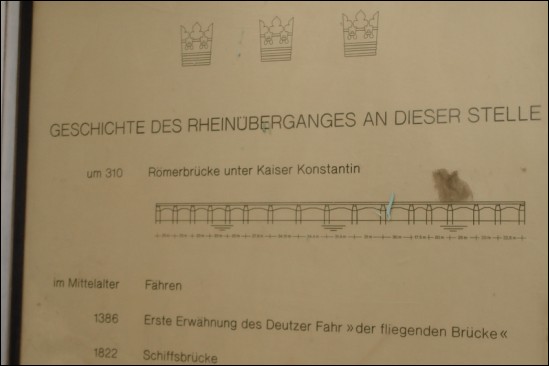 GESCHICHTE DES RHEINÜBERGANGES AN DIESER STELLE
um 310 Römerbrücke unter Kaiser Konstantin
im Mittelalter Fähren
1386 Erste Erwähnung des Deutzer Fahr »der fliegenden Brücke«
1822 Schiffsbrücke